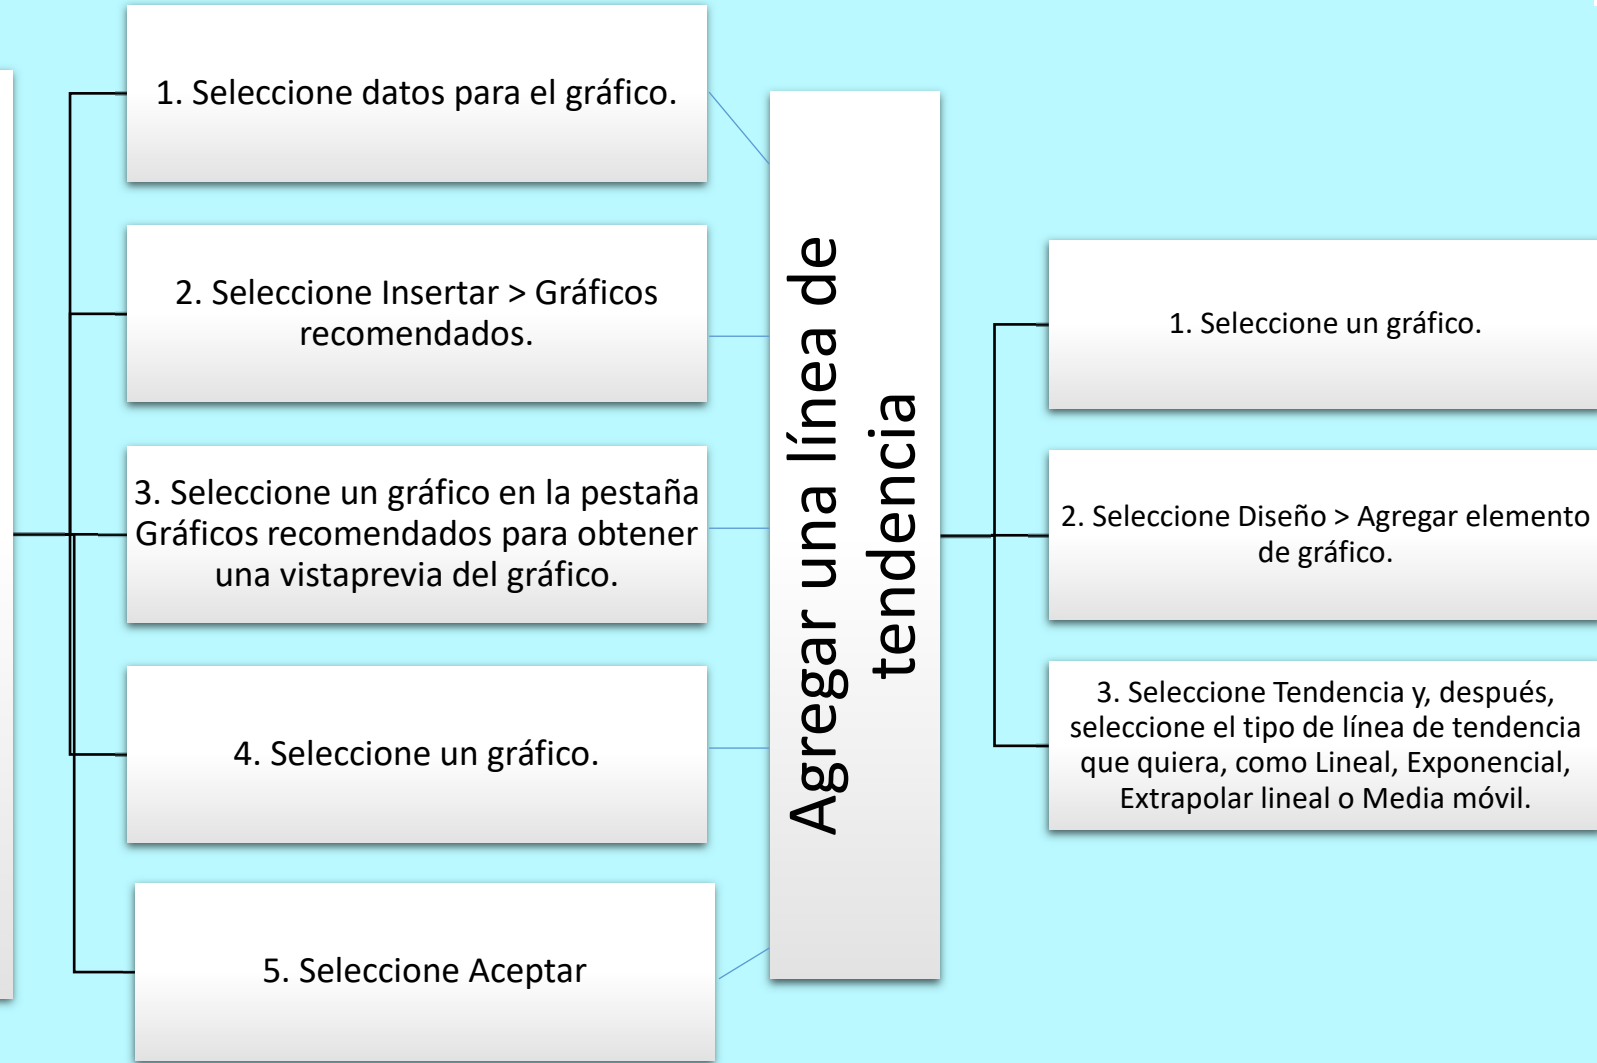 1. Seleccione datos para el gráfico.
2. Seleccione Insertar > Gráficos
recomendados.
3. Seleccione un gráfico en la pestaña
Gráficos recomendados para obtener
una vistaprevia del gráfico.
4. Seleccione un gráfico.
5. Seleccione Aceptar
Agregar una línea de
tendencia
1. Seleccione un gráfico.
2. Seleccione Diseño > Agregar elemento
de gráfico.
3. Seleccione Tendencia y, después,
seleccione el tipo de línea de tendencia
que quiera, como Lineal, Exponencial,
Extrapolar lineal o Media móvil.